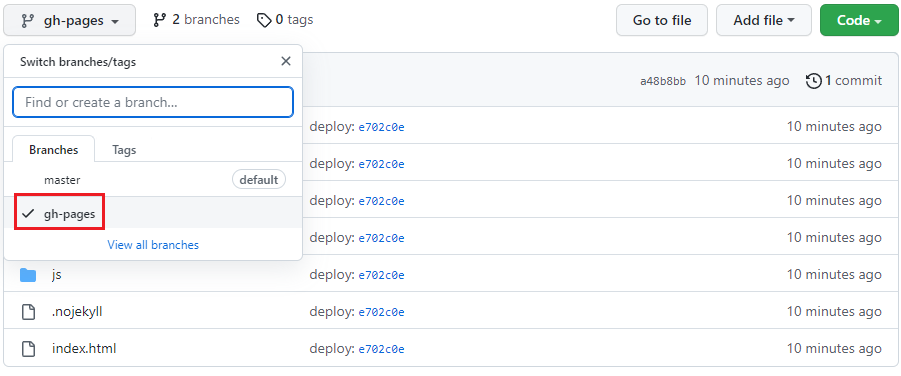 gh-pages 2 branches 0 tags Go to file Add file Code
Switch branches/tags
a48b8bb 10 minutes ago 1 commit
Find or create a branch...
deploy: e702c0e 10 minutes ago
Branches Tags
deploy: e702c0e 10 minutes ago
master default
deploy: e702c0e 10 minutes ago
gh-pages
deploy: e702c0e 10 minutes ago
View all branches
js deploy: e702c0e 10 minutes ago
.nojekyll deploy: e702c0e 10 minutes ago
index.html deploy: e702c0e 10 minutes ago